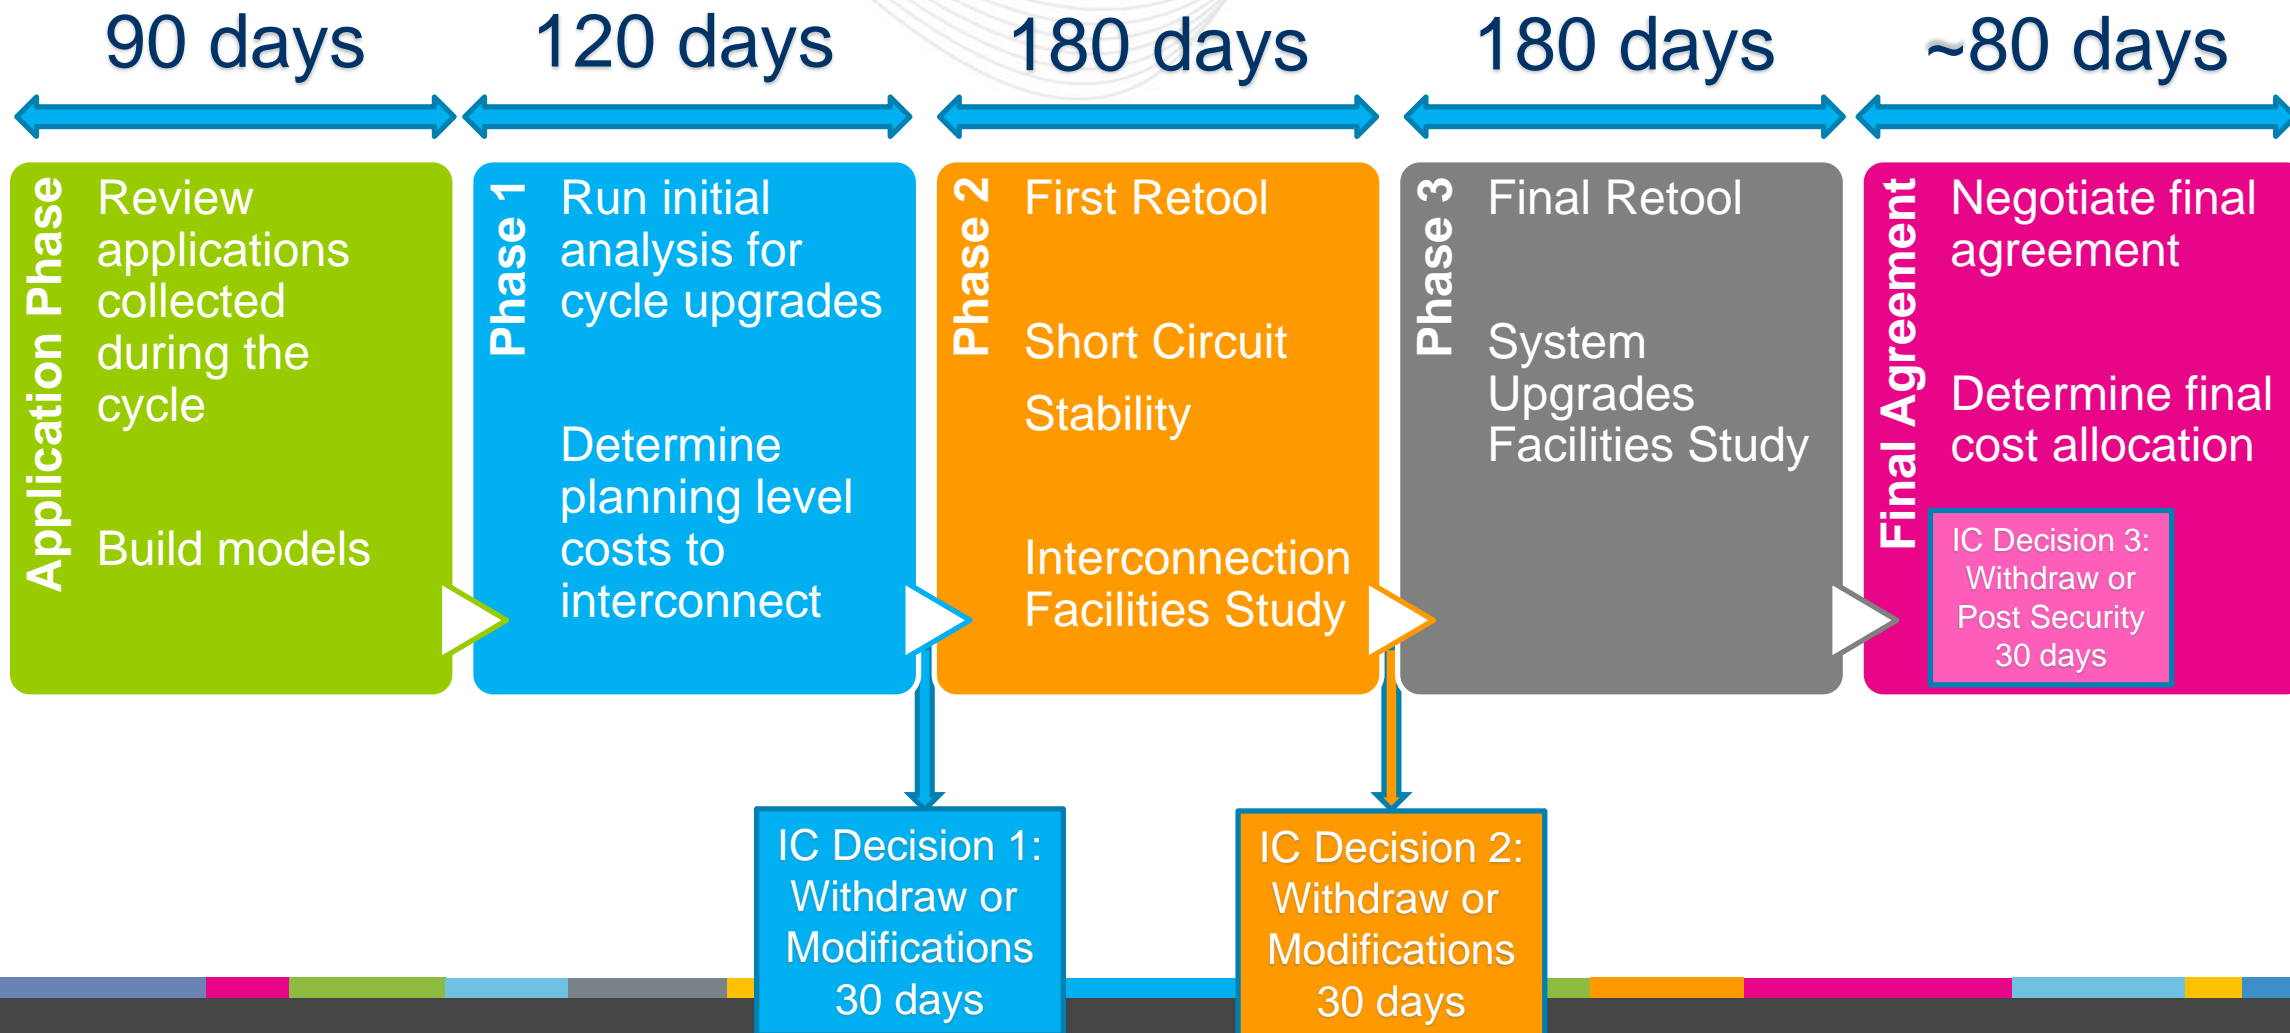 90 days
120 days
180 days
180 days
~80 days
Application Phase
Review
applications
collected
during the
cycle
Build models
Phase 1
Run initial
analysis for
cycle upgrades
Determine
planning level
costs to
interconnect
Phase 2
First Retool
Short Circuit
Stability
Interconnection
Facilities Study
Phase 3
Final Retool
System
Upgrades
Facilities Study
Final Agreement
Negotiate final
agreement
Determine final
cost allocation
IC Decision 3:
Withdraw or
Post Security
30 days
IC Decision 1:
Withdraw or
Modifications
30 days
IC Decision 2:
Withdraw or
Modifications
30 days